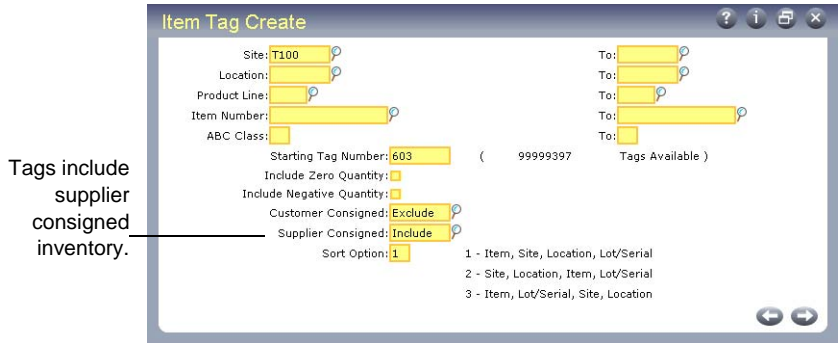 Item Tag Create
Site: T100 To:
Location: To:
Product Line: To:
Item Number: To:
ABC Class: To:
Starting Tag Number: 603 ( 99999397 Tags Available )
Include Zero Quantity:
Include Negative Quantity:
Customer Consigned: Exclude
Supplier Consigned: Include
Sort Option: 1 1 - Item, Site, Location, Lot/Serial
2 - Site, Location, Item, Lot/Serial
3 - Item, Lot/Serial, Site, Location
Tags include
supplier
consigned
inventory.